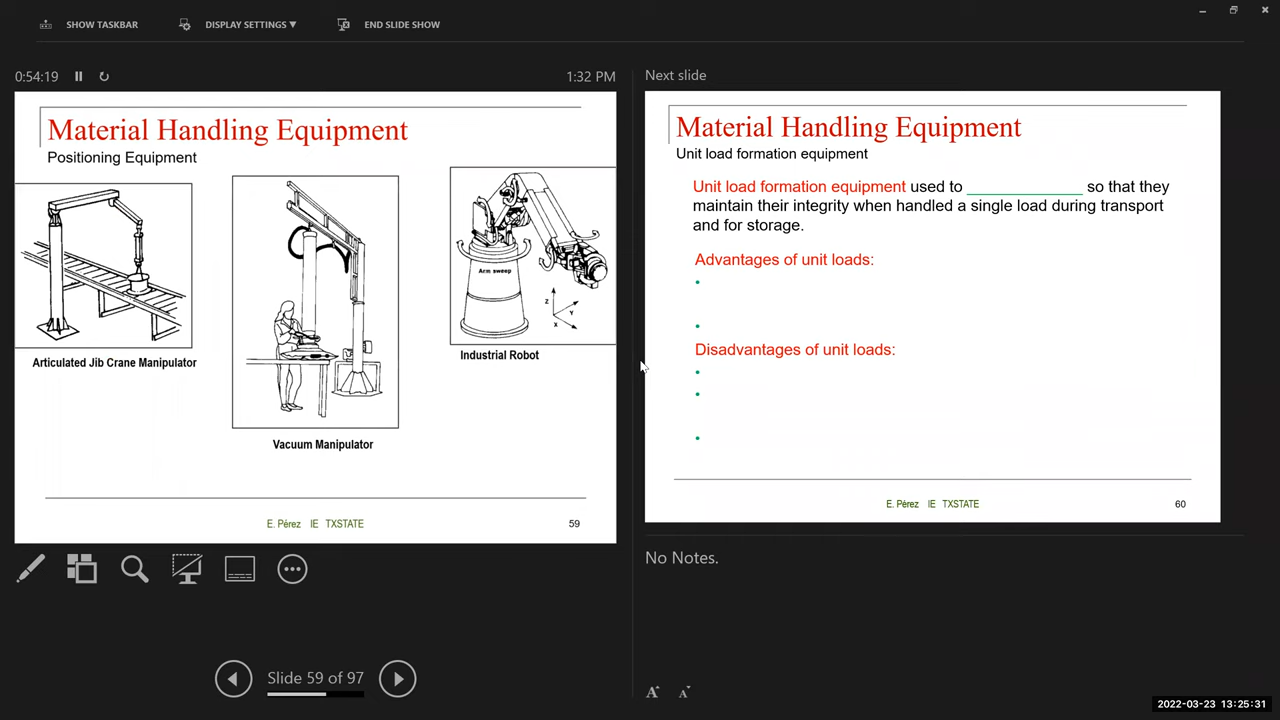 SHOW TASKBAR
DISPLAY SETTINGS ▼
END SLIDE SHOW
0:54:19
1:32 PM
Material Handling Equipment
Positioning Equipment
Arm sweep
Z
Y
X
Articulated Jib Crane Manipulator
Industrial Robot
Vacuum Manipulator
E. Pérez IE TXSTATE
59
Slide 59 of 97
Next slide
Material Handling Equipment
Unit load formation equipment
Unit load formation equipment used to ______________ so that they
maintain their integrity when handled a single load during transport
and for storage.
Advantages of unit loads:
•
•
Disadvantages of unit loads:
•
•
•
E. Pérez IE TXSTATE
60
No Notes.
A
A
2022-03-23 13:25:31